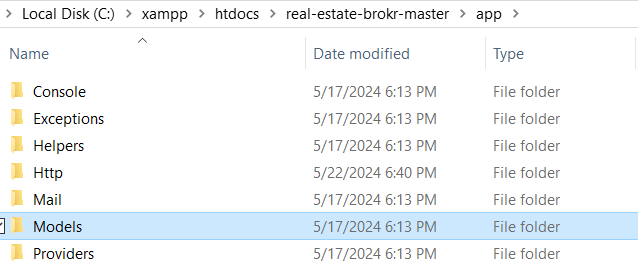 Local Disk (C:) > xampp > htdocs > real-estate-brokr-master > app >
Name Date modified Type
Console 5/17/2024 6:13 PM File folder
Exceptions 5/17/2024 6:13 PM File folder
Helpers 5/17/2024 6:13 PM File folder
Http 5/22/2024 6:40 PM File folder
Mail 5/17/2024 6:13 PM File folder
Models 5/17/2024 6:13 PM File folder
Providers 5/17/2024 6:13 PM File folder